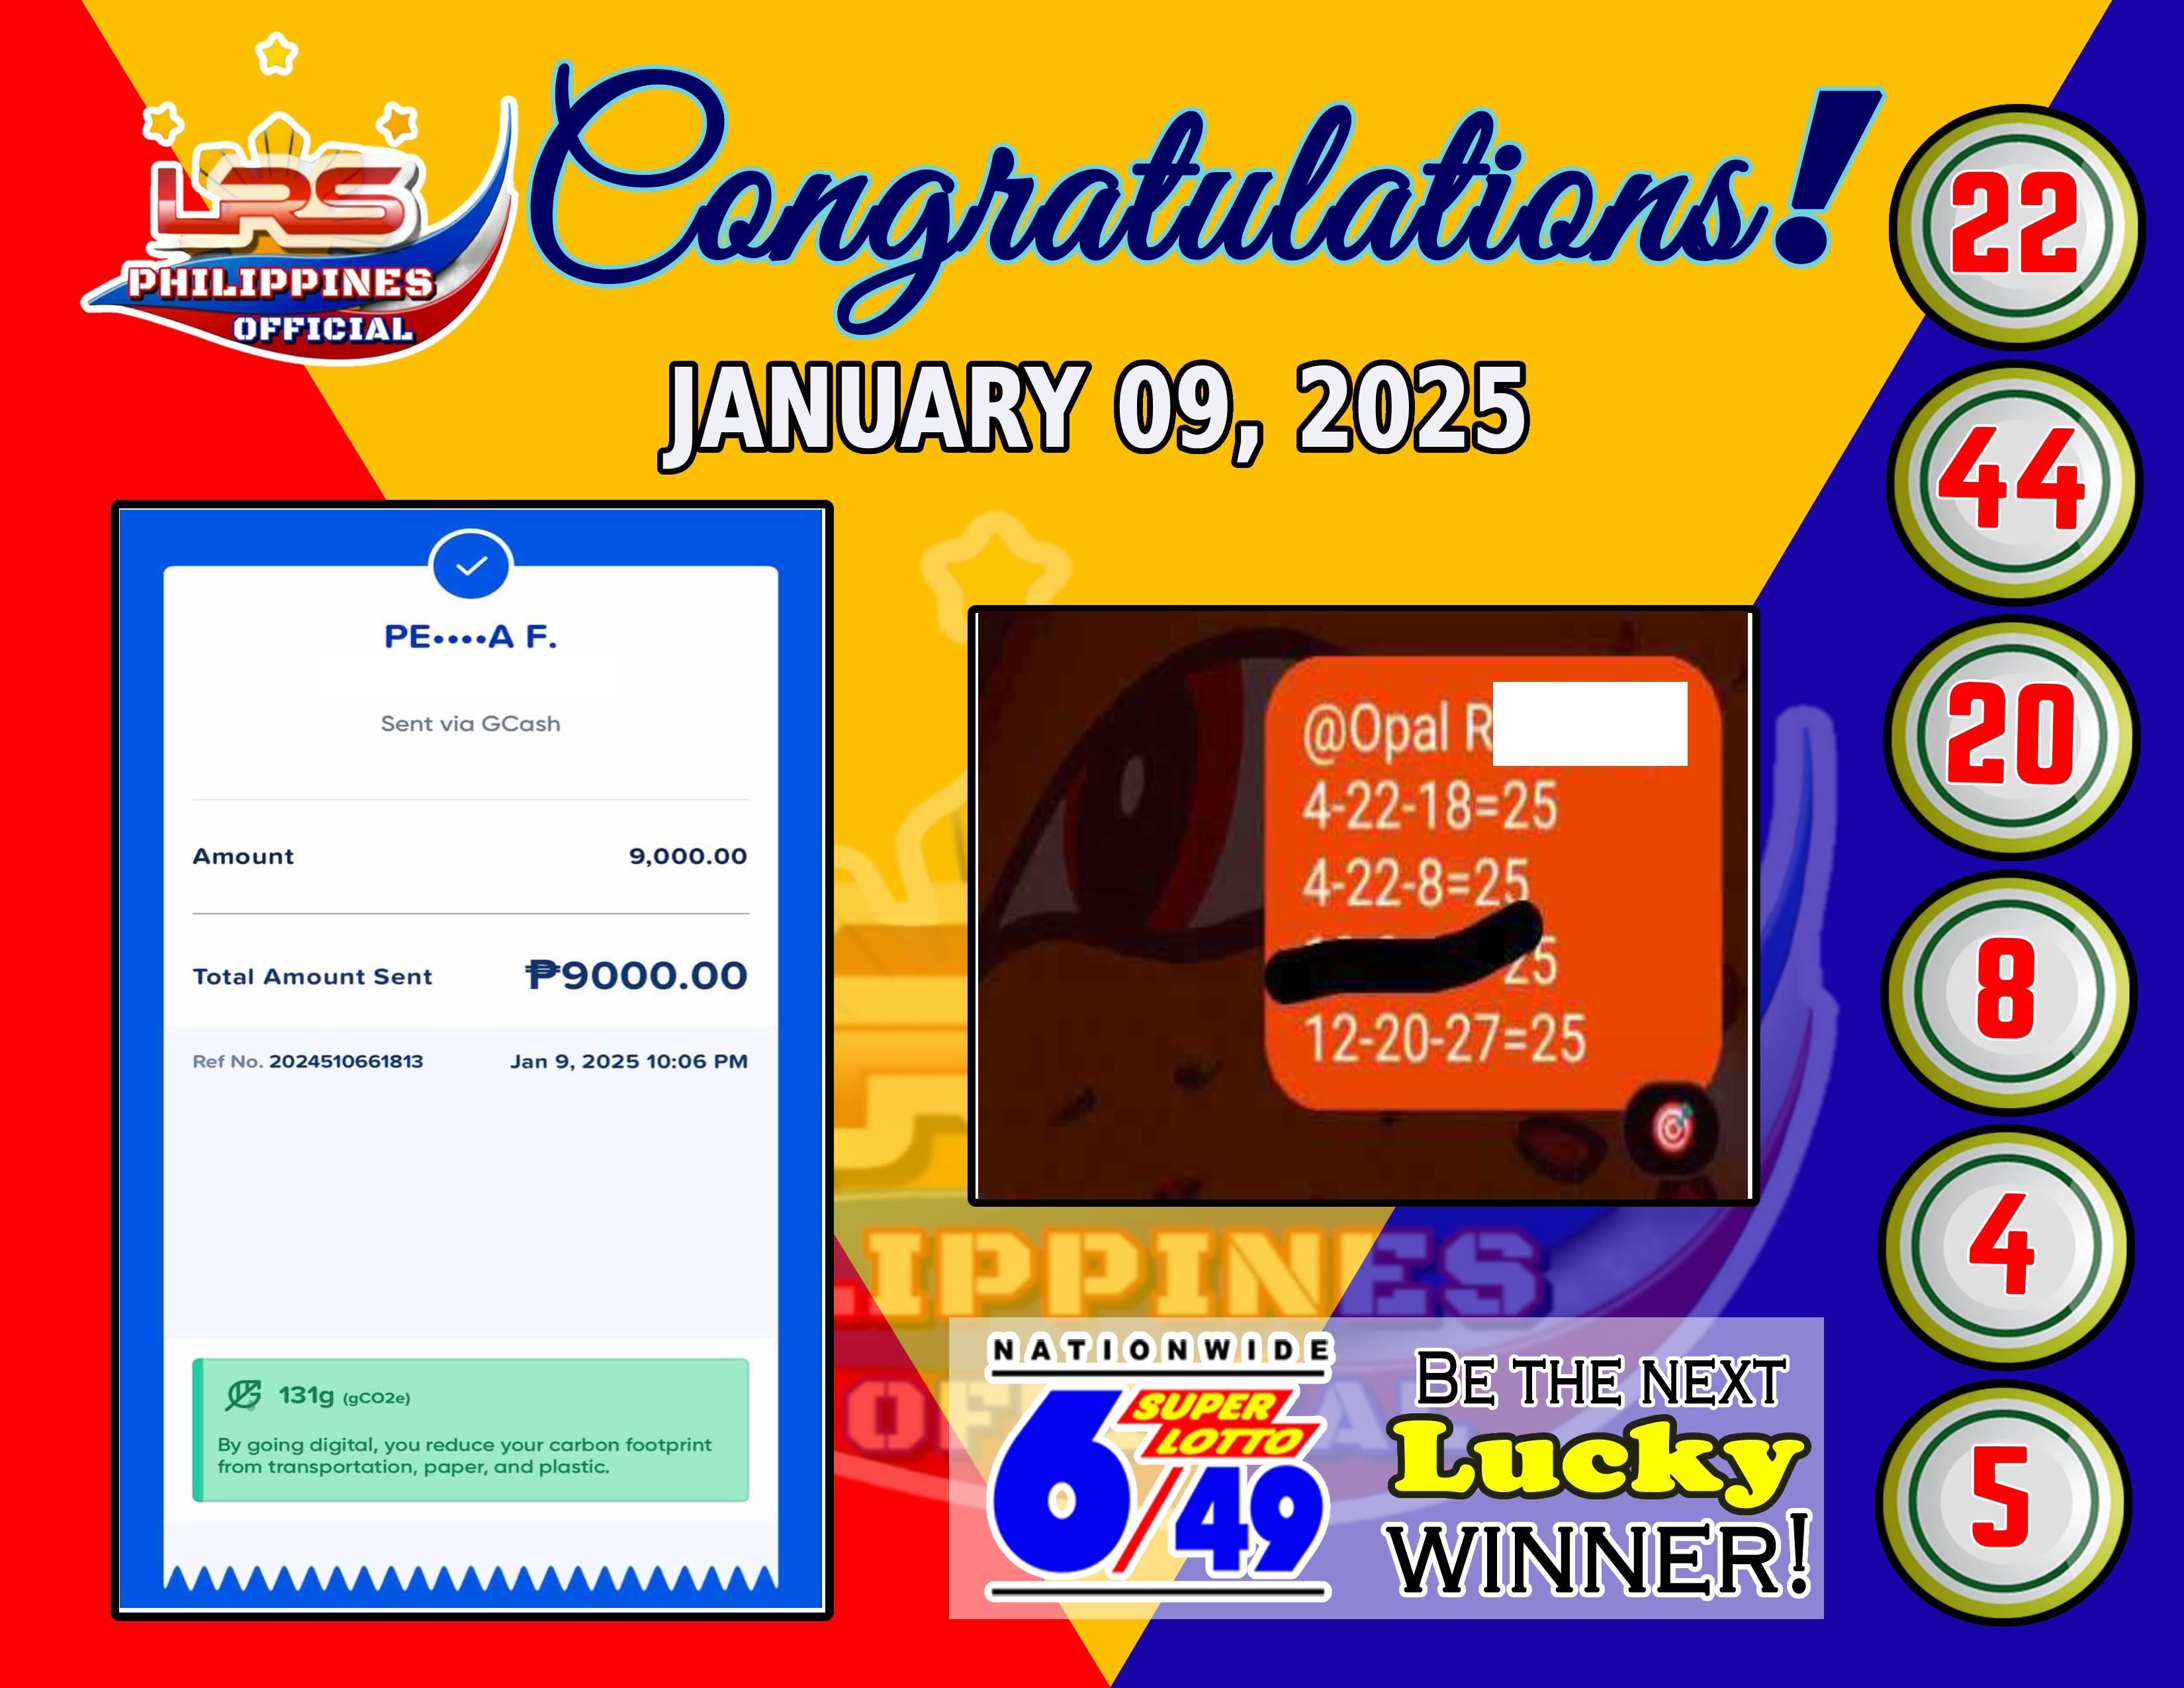 LRS
PHILIPPINES
OFFICIAL
Congratulations!
JANUARY 09, 2025
PE••••A F.
Sent via GCash
Amount 9,000.00
Total Amount Sent ₱9000.00
Ref No. 2024510661813 Jan 9, 2025 10:06 PM
131g (gCO2e)
By going digital, you reduce your carbon footprint
from transportation, paper, and plastic.
@Opal R
4-22-18=25
4-22-8=25
25
12-20-27=25
LIPPINES
NATIONWIDE
6/49
SUPER
LOTTO
BE THE NEXT
Lucky
WINNER!
22
44
20
8
4
5